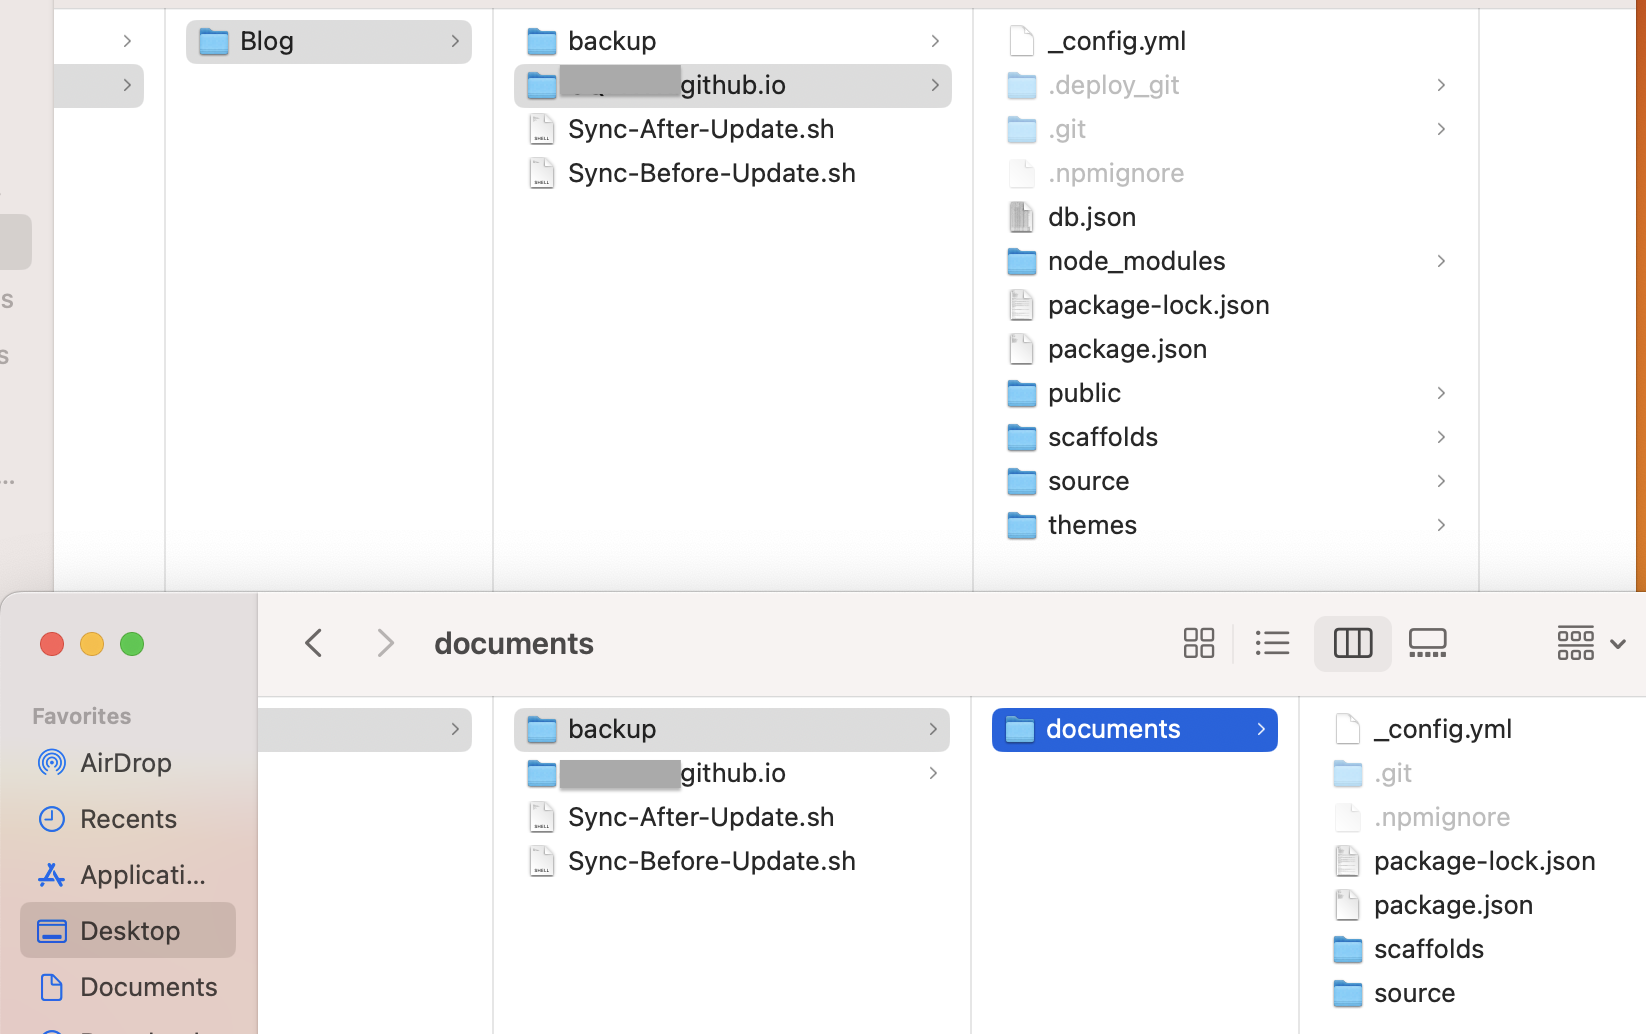 Blog
backup
github.io
Sync-After-Update.sh
Sync-Before-Update.sh
_config.yml
.deploy_git
.git
.npmignore
db.json
node_modules
package-lock.json
package.json
public
scaffolds
source
themes
s
s
...
documents
Favorites
AirDrop
Recents
Applicati...
Desktop
Documents
backup
github.io
Sync-After-Update.sh
Sync-Before-Update.sh
documents
_config.yml
.git
.npmignore
package-lock.json
package.json
scaffolds
source